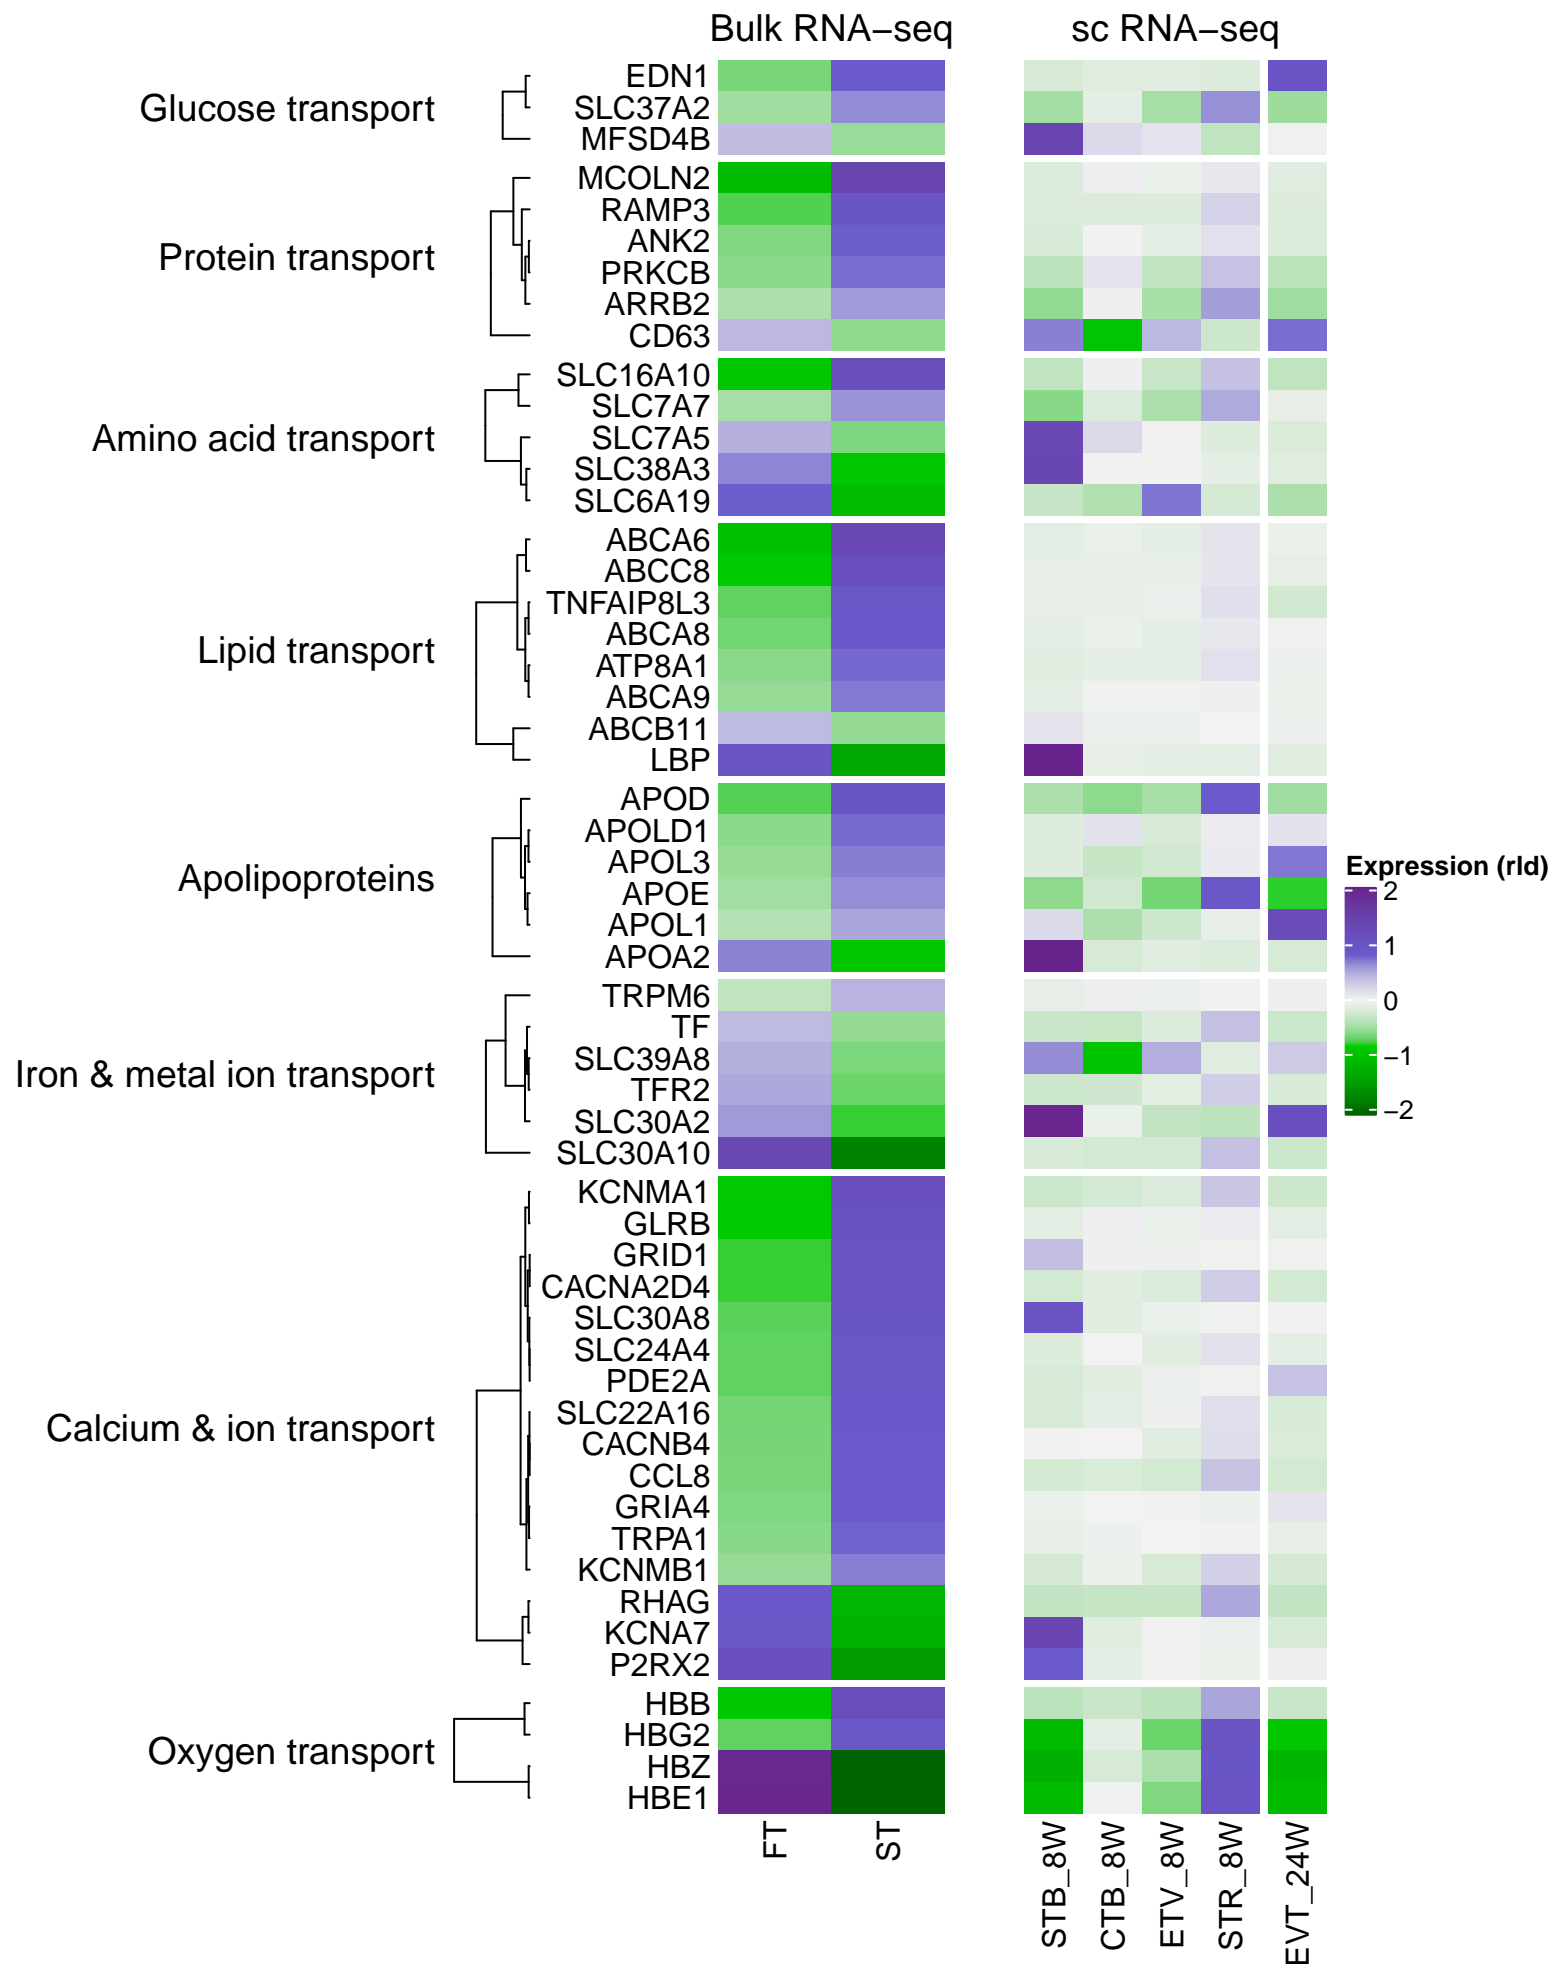 Bulk RNA−seq
sc RNA−seq
Glucose transport
EDN1
SLC37A2
MFSD4B
Protein transport
MCOLN2
RAMP3
ANK2
PRKCB
ARRB2
CD63
Amino acid transport
SLC16A10
SLC7A7
SLC7A5
SLC38A3
SLC6A19
Lipid transport
ABCA6
ABCC8
TNFAIP8L3
ABCA8
ATP8A1
ABCA9
ABCB11
LBP
Apolipoproteins
APOD
APOLD1
APOL3
APOE
APOL1
APOA2
Iron & metal ion transport
TRPM6
TF
SLC39A8
TFR2
SLC30A2
SLC30A10
Calcium & ion transport
KCNMA1
GLRB
GRID1
CACNA2D4
SLC30A8
SLC24A4
PDE2A
SLC22A16
CACNB4
CCL8
GRIA4
TRPA1
KCNMB1
RHAG
KCNA7
P2RX2
Oxygen transport
HBB
HBG2
HBZ
HBE1
FT
ST
STB_8W
CTB_8W
ETV_8W
STR_8W
EVT_24W
Expression (rld)
2
1
0
−1
−2